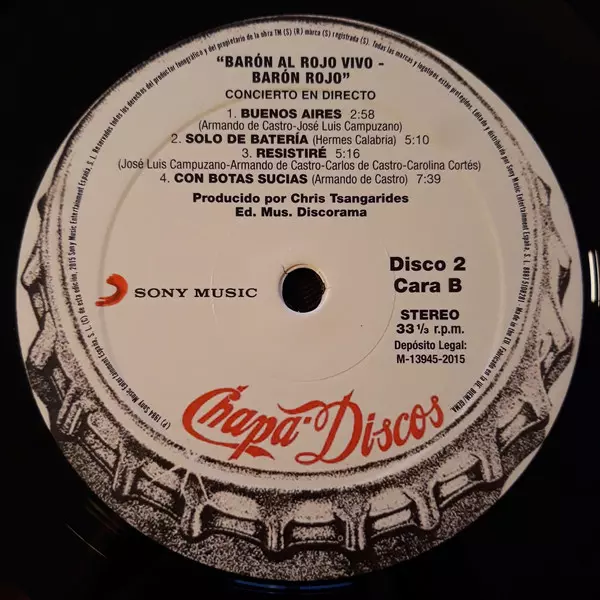 "BARÓN AL ROJO VIVO -
BARÓN ROJO"
CONCIERTO EN DIRECTO
1. BUENOS AIRES 2:58
(Armando de Castro-José Luis Campuzano)
2. SOLO DE BATERÍA (Hermes Calabria) 5:10
3. RESISTIRÉ 5:16
(José Luis Campuzano-Armando de Castro-Carlos de Castro-Carolina Cortés)
4. CON BOTAS SUCIAS (Armando de Castro) 7:39
Producido por Chris Tsangarides
Ed. Mus. Discorama
SONY MUSIC
Disco 2
Cara B
STEREO
33 1/3 r.p.m.
Depósito Legal:
M-13945-2015
Chapa Discos